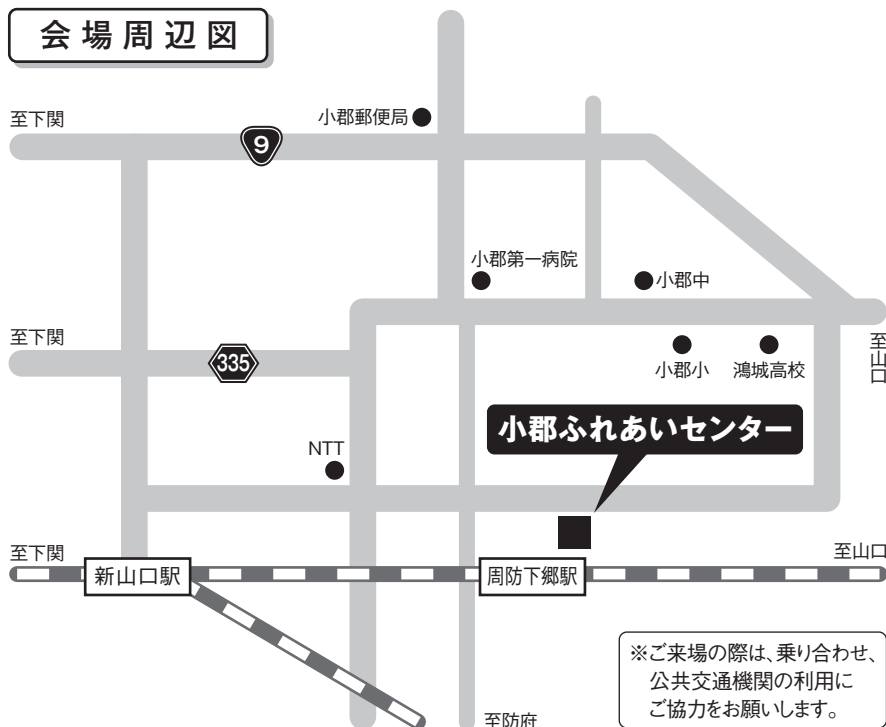 会場周辺図
至下関
小郡郵便局
9
小郡第一病院
小郡中
至下関
335
小郡小
鴻城高校
至山口
小郡ふれあいセンター
NTT
至下関
新山口駅
周防下郷駅
至山口
※ご来場の際は、乗り合わせ、
公共交通機関の利用に
ご協力をお願いします。
至防府